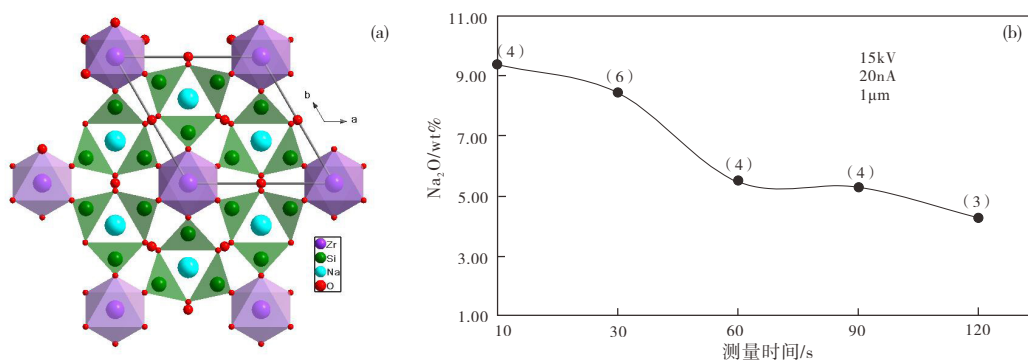 (a)
b
a
Zr
Si
Na
O
(b)
11.00
9.00
7.00
5.00
3.00
1.00
Na₂O/wt%
(4)
(6)
(4)
(4)
(3)
15kV
20nA
1μm
10
30
60
90
120
测量时间/s